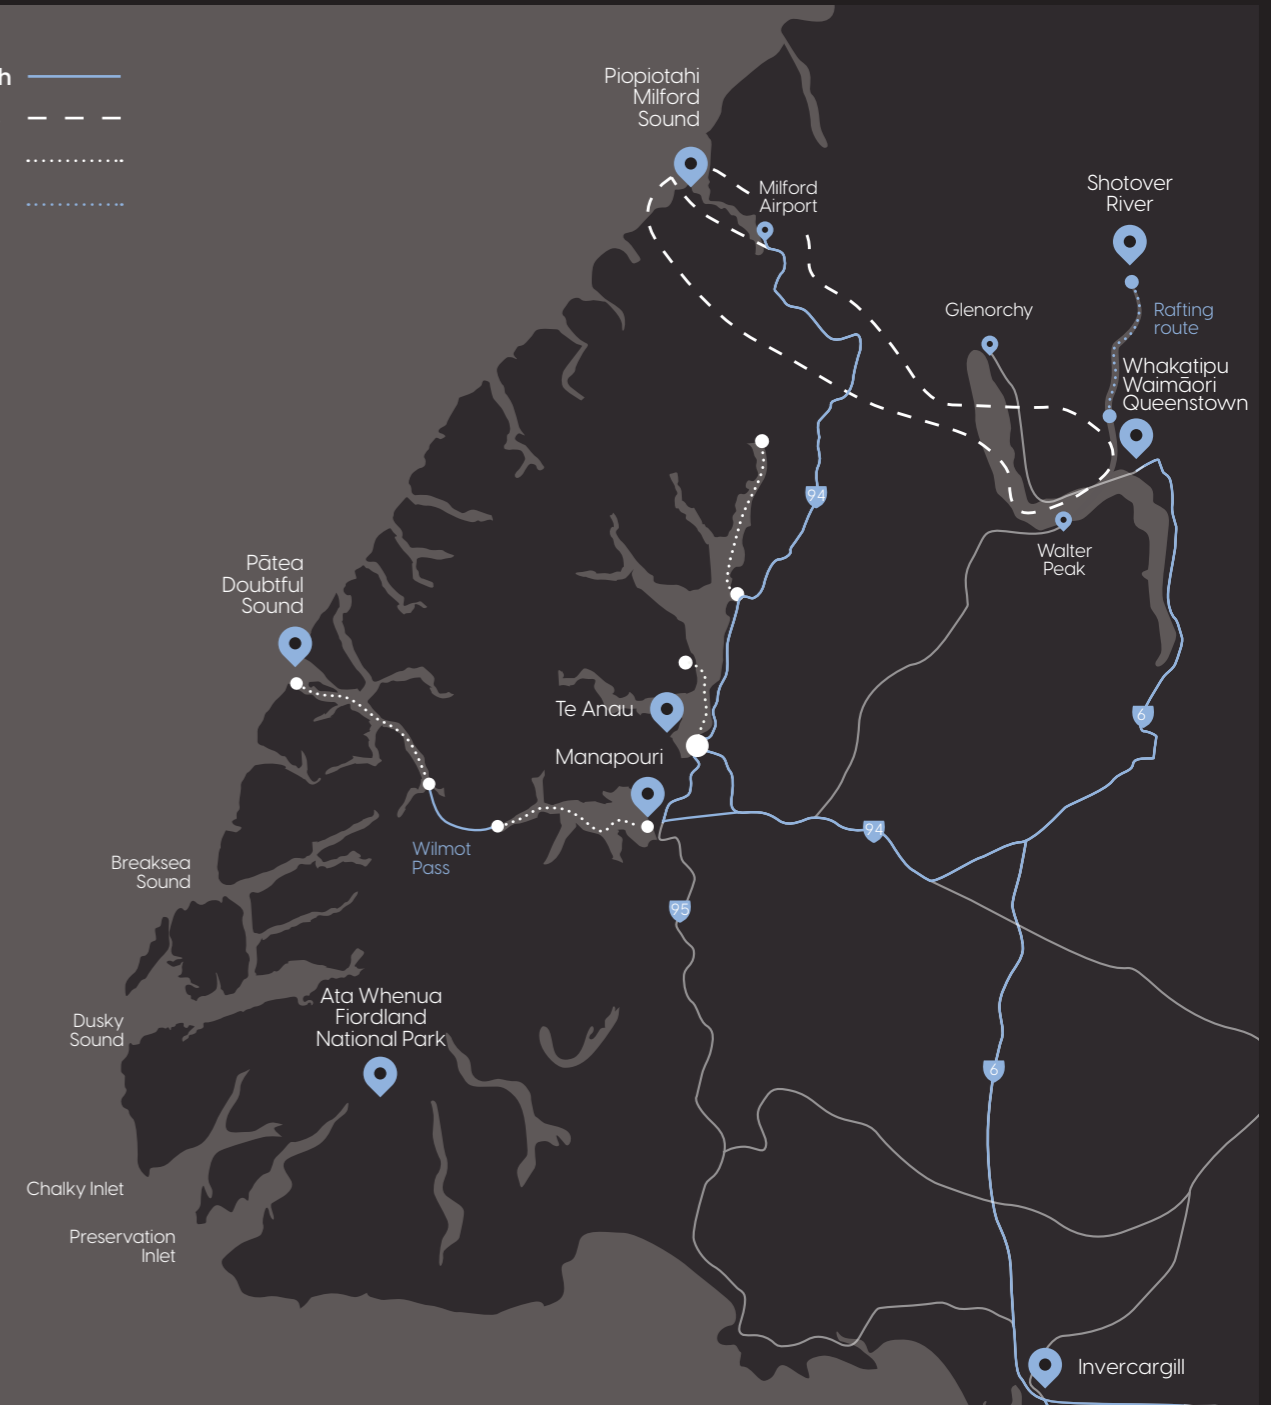 h
Piopiotahi
Milford
Sound
Milford
Airport
Shotover
River
Glenorchy
Rafting
route
Whakatipu
Waimāori
Queenstown
94
Pātea
Doubtful
Sound
Walter
Peak
Te Anau
6
Manapouri
94
Wilmot
Pass
Breaksea
Sound
95
Ata Whenua
Fiordland
National Park
Dusky
Sound
6
Chalky Inlet
Preservation
Inlet
Invercargill